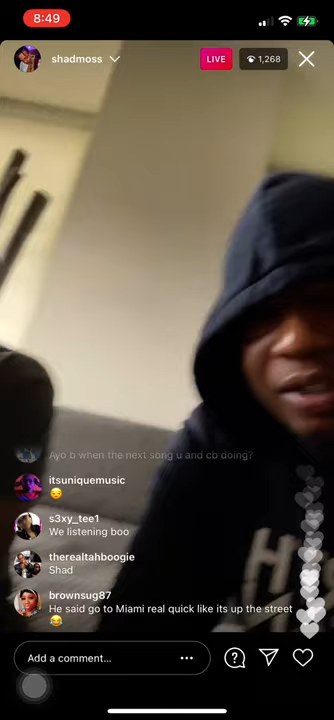 8:49
shadmoss
LIVE
1,268
Ayo b when the next song u and cb doing?
itsuniquemusic
😒
s3xy_tee1
We listening boo
therealtahboogie
Shad
brownsug87
He said go to Miami real quick like its up the street
😂
Add a comment...